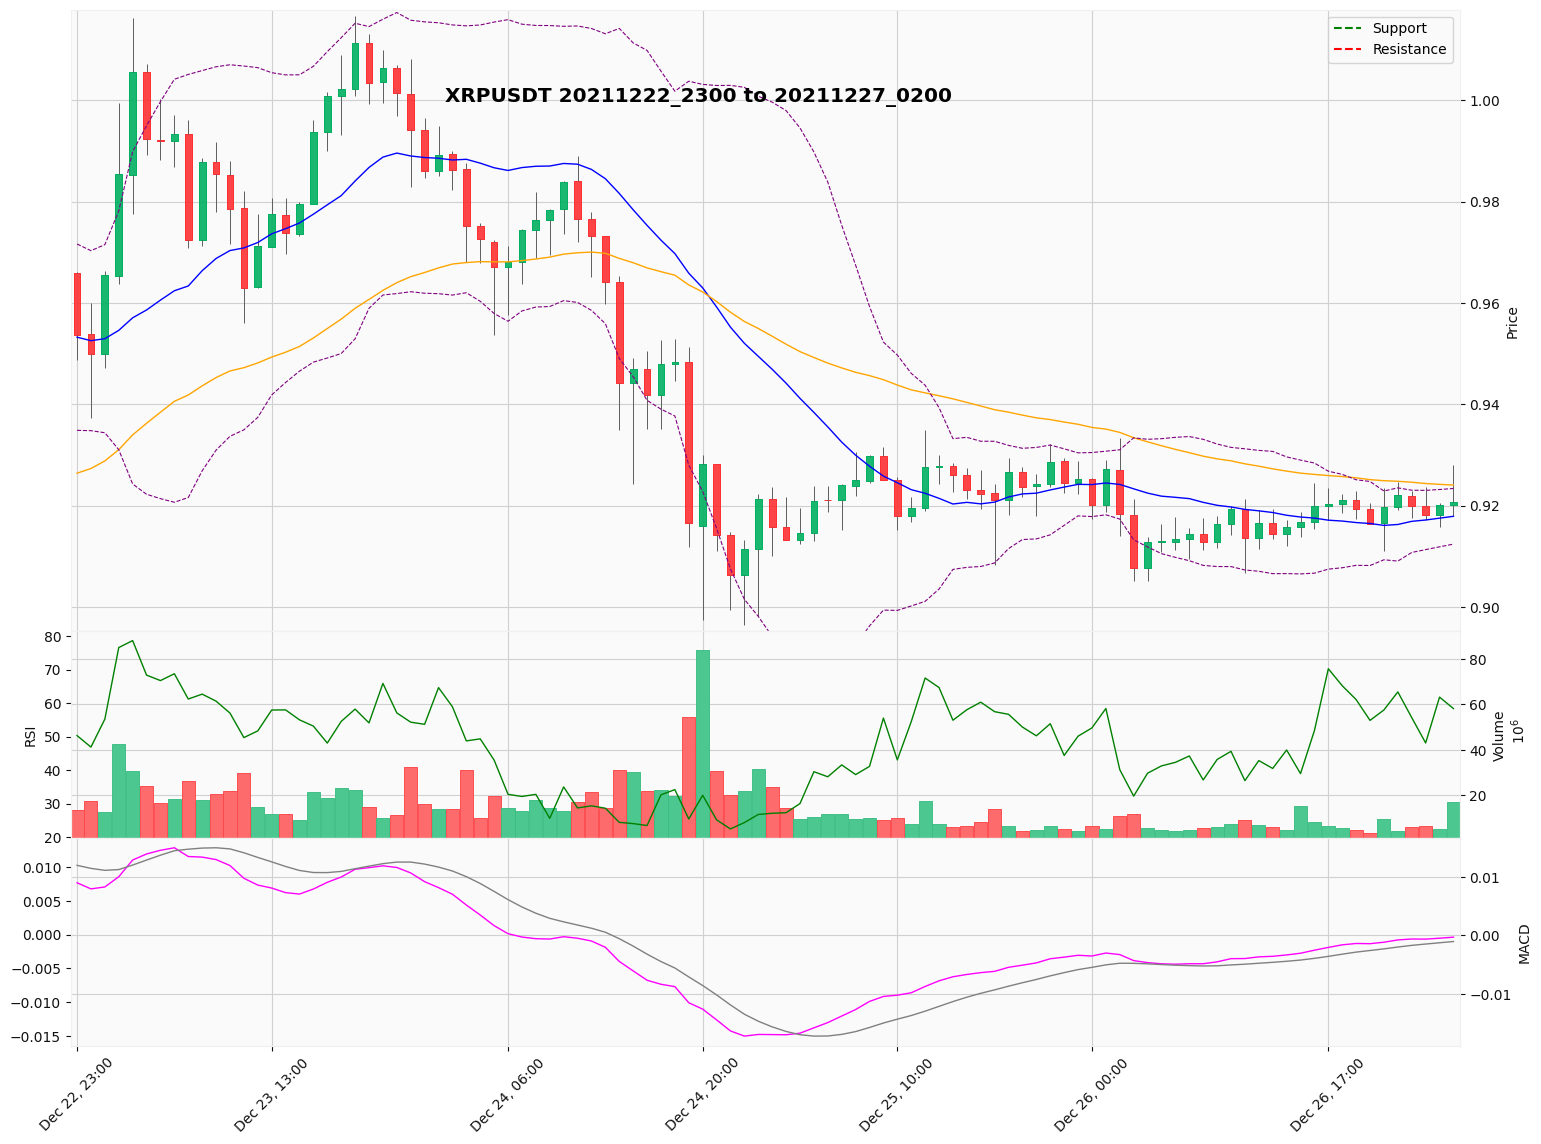 XRPUSDT 20211222_2300 to 20211227_0200
Support
Resistance
1.00
0.98
0.96
0.94
0.92
0.90
Price
80
70
60
50
40
30
20
RSI
80
60
40
20
Volume
10^6
0.010
0.005
0.000
−0.005
−0.010
−0.015
0.01
0.00
−0.01
MACD
Dec 22, 23:00
Dec 23, 13:00
Dec 24, 06:00
Dec 24, 20:00
Dec 25, 10:00
Dec 26, 00:00
Dec 26, 17:00